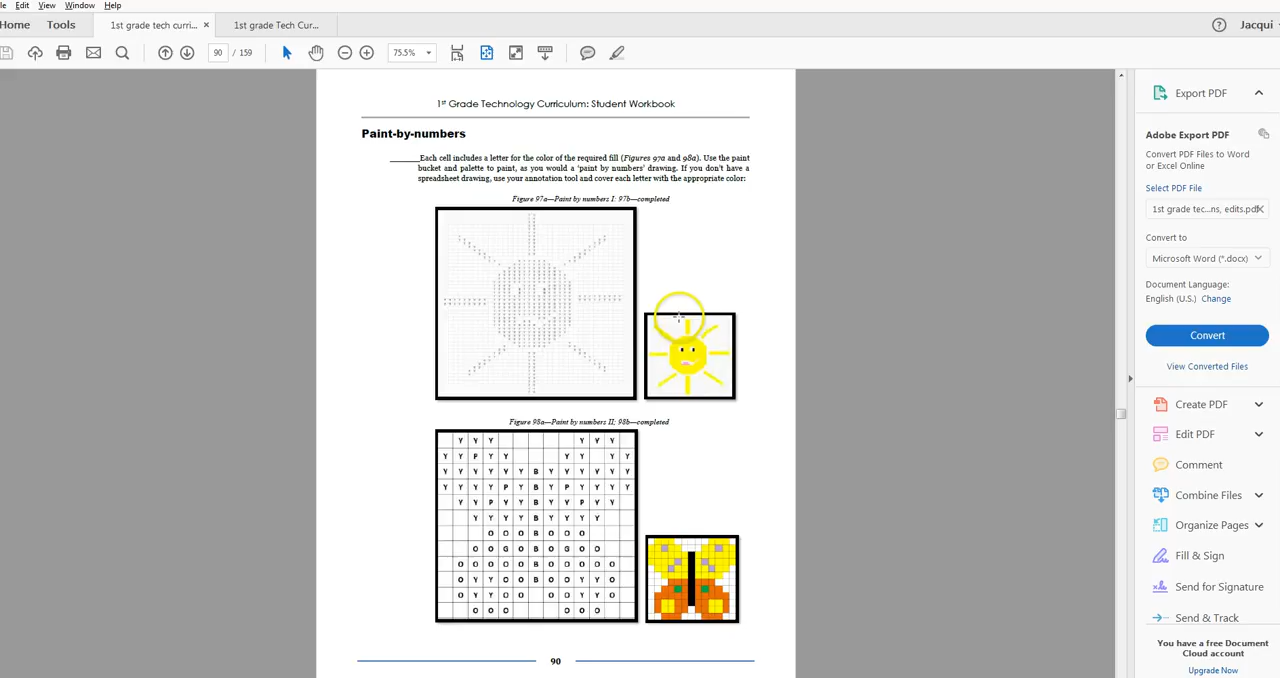 le Edit View Window Help
Home Tools 1st grade tech curri... × 1st grade Tech Cur... Jacqui
90 / 159 75.5%
1st Grade Technology Curriculum: Student Workbook
Paint-by-numbers
______Each cell includes a letter for the color of the required fill (Figures 97a and 98a). Use the paint
bucket and palette to paint, as you would a ‘paint by numbers’ drawing. If you don’t have a
spreadsheet drawing, use your annotation tool and cover each letter with the appropriate color:
Figure 97a—Paint by numbers I: 97b—completed
Figure 98a—Paint by numbers II; 98b—completed
Y Y Y Y Y Y
Y Y P Y Y Y Y Y Y
Y Y Y Y Y Y B Y Y Y Y Y Y
Y Y Y Y P Y B Y P Y Y Y Y
Y Y P Y Y B Y Y P Y Y
Y Y Y Y B Y Y Y Y
O O O B O O O
O O G O B O G O O
O O O O O B O O O O O
O Y Y O O B O O Y Y O
O Y Y O O O O Y Y O
O O O O O O
90
Export PDF
Adobe Export PDF
Convert PDF Files to Word
or Excel Online
Select PDF File
1st grade tec...ns, edits.pdf X
Convert to
Microsoft Word (*.docx)
Document Language:
English (U.S.) Change
Convert
View Converted Files
Create PDF
Edit PDF
Comment
Combine Files
Organize Pages
Fill & Sign
Send for Signature
Send & Track
You have a free Document
Cloud account
Upgrade Now